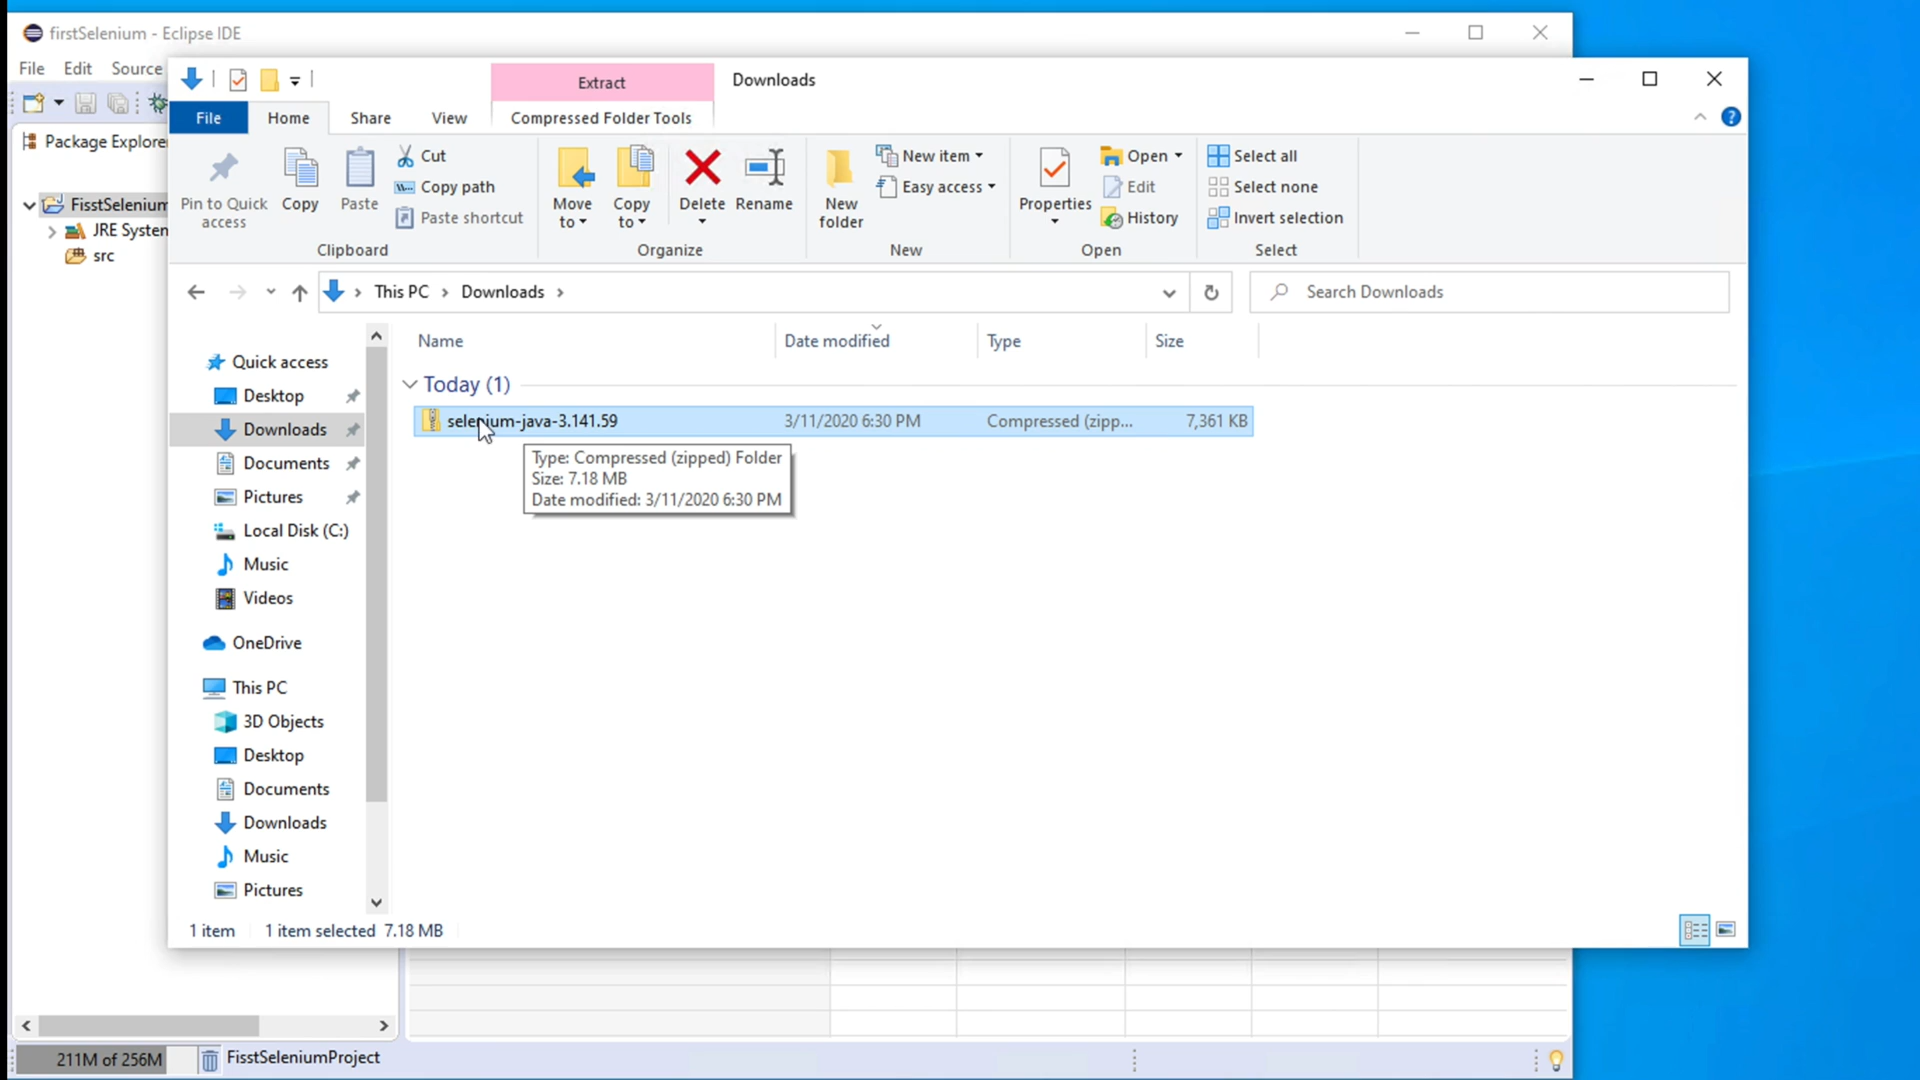 firstSelenium - Eclipse IDE
File Edit Source
Extract
Downloads
File Home Share View Compressed Folder Tools
Package Explorer
FisstSelenium
JRE System
src
Pin to Quick access
Copy
Paste
Cut
Copy path
Paste shortcut
Clipboard
Move to
Copy to
Delete
Rename
Organize
New folder
New item
Easy access
New
Properties
Open
Edit
History
Open
Select all
Select none
Invert selection
Select
This PC > Downloads >
Search Downloads
Name Date modified Type Size
Today (1)
selenium-java-3.141.59 3/11/2020 6:30 PM Compressed (zipp... 7,361 KB
Type: Compressed (zipped) Folder
Size: 7.18 MB
Date modified: 3/11/2020 6:30 PM
Quick access
Desktop
Downloads
Documents
Pictures
Local Disk (C:)
Music
Videos
OneDrive
This PC
3D Objects
Desktop
Documents
Downloads
Music
Pictures
1 item 1 item selected 7.18 MB
211M of 256M
FisstSeleniumProject